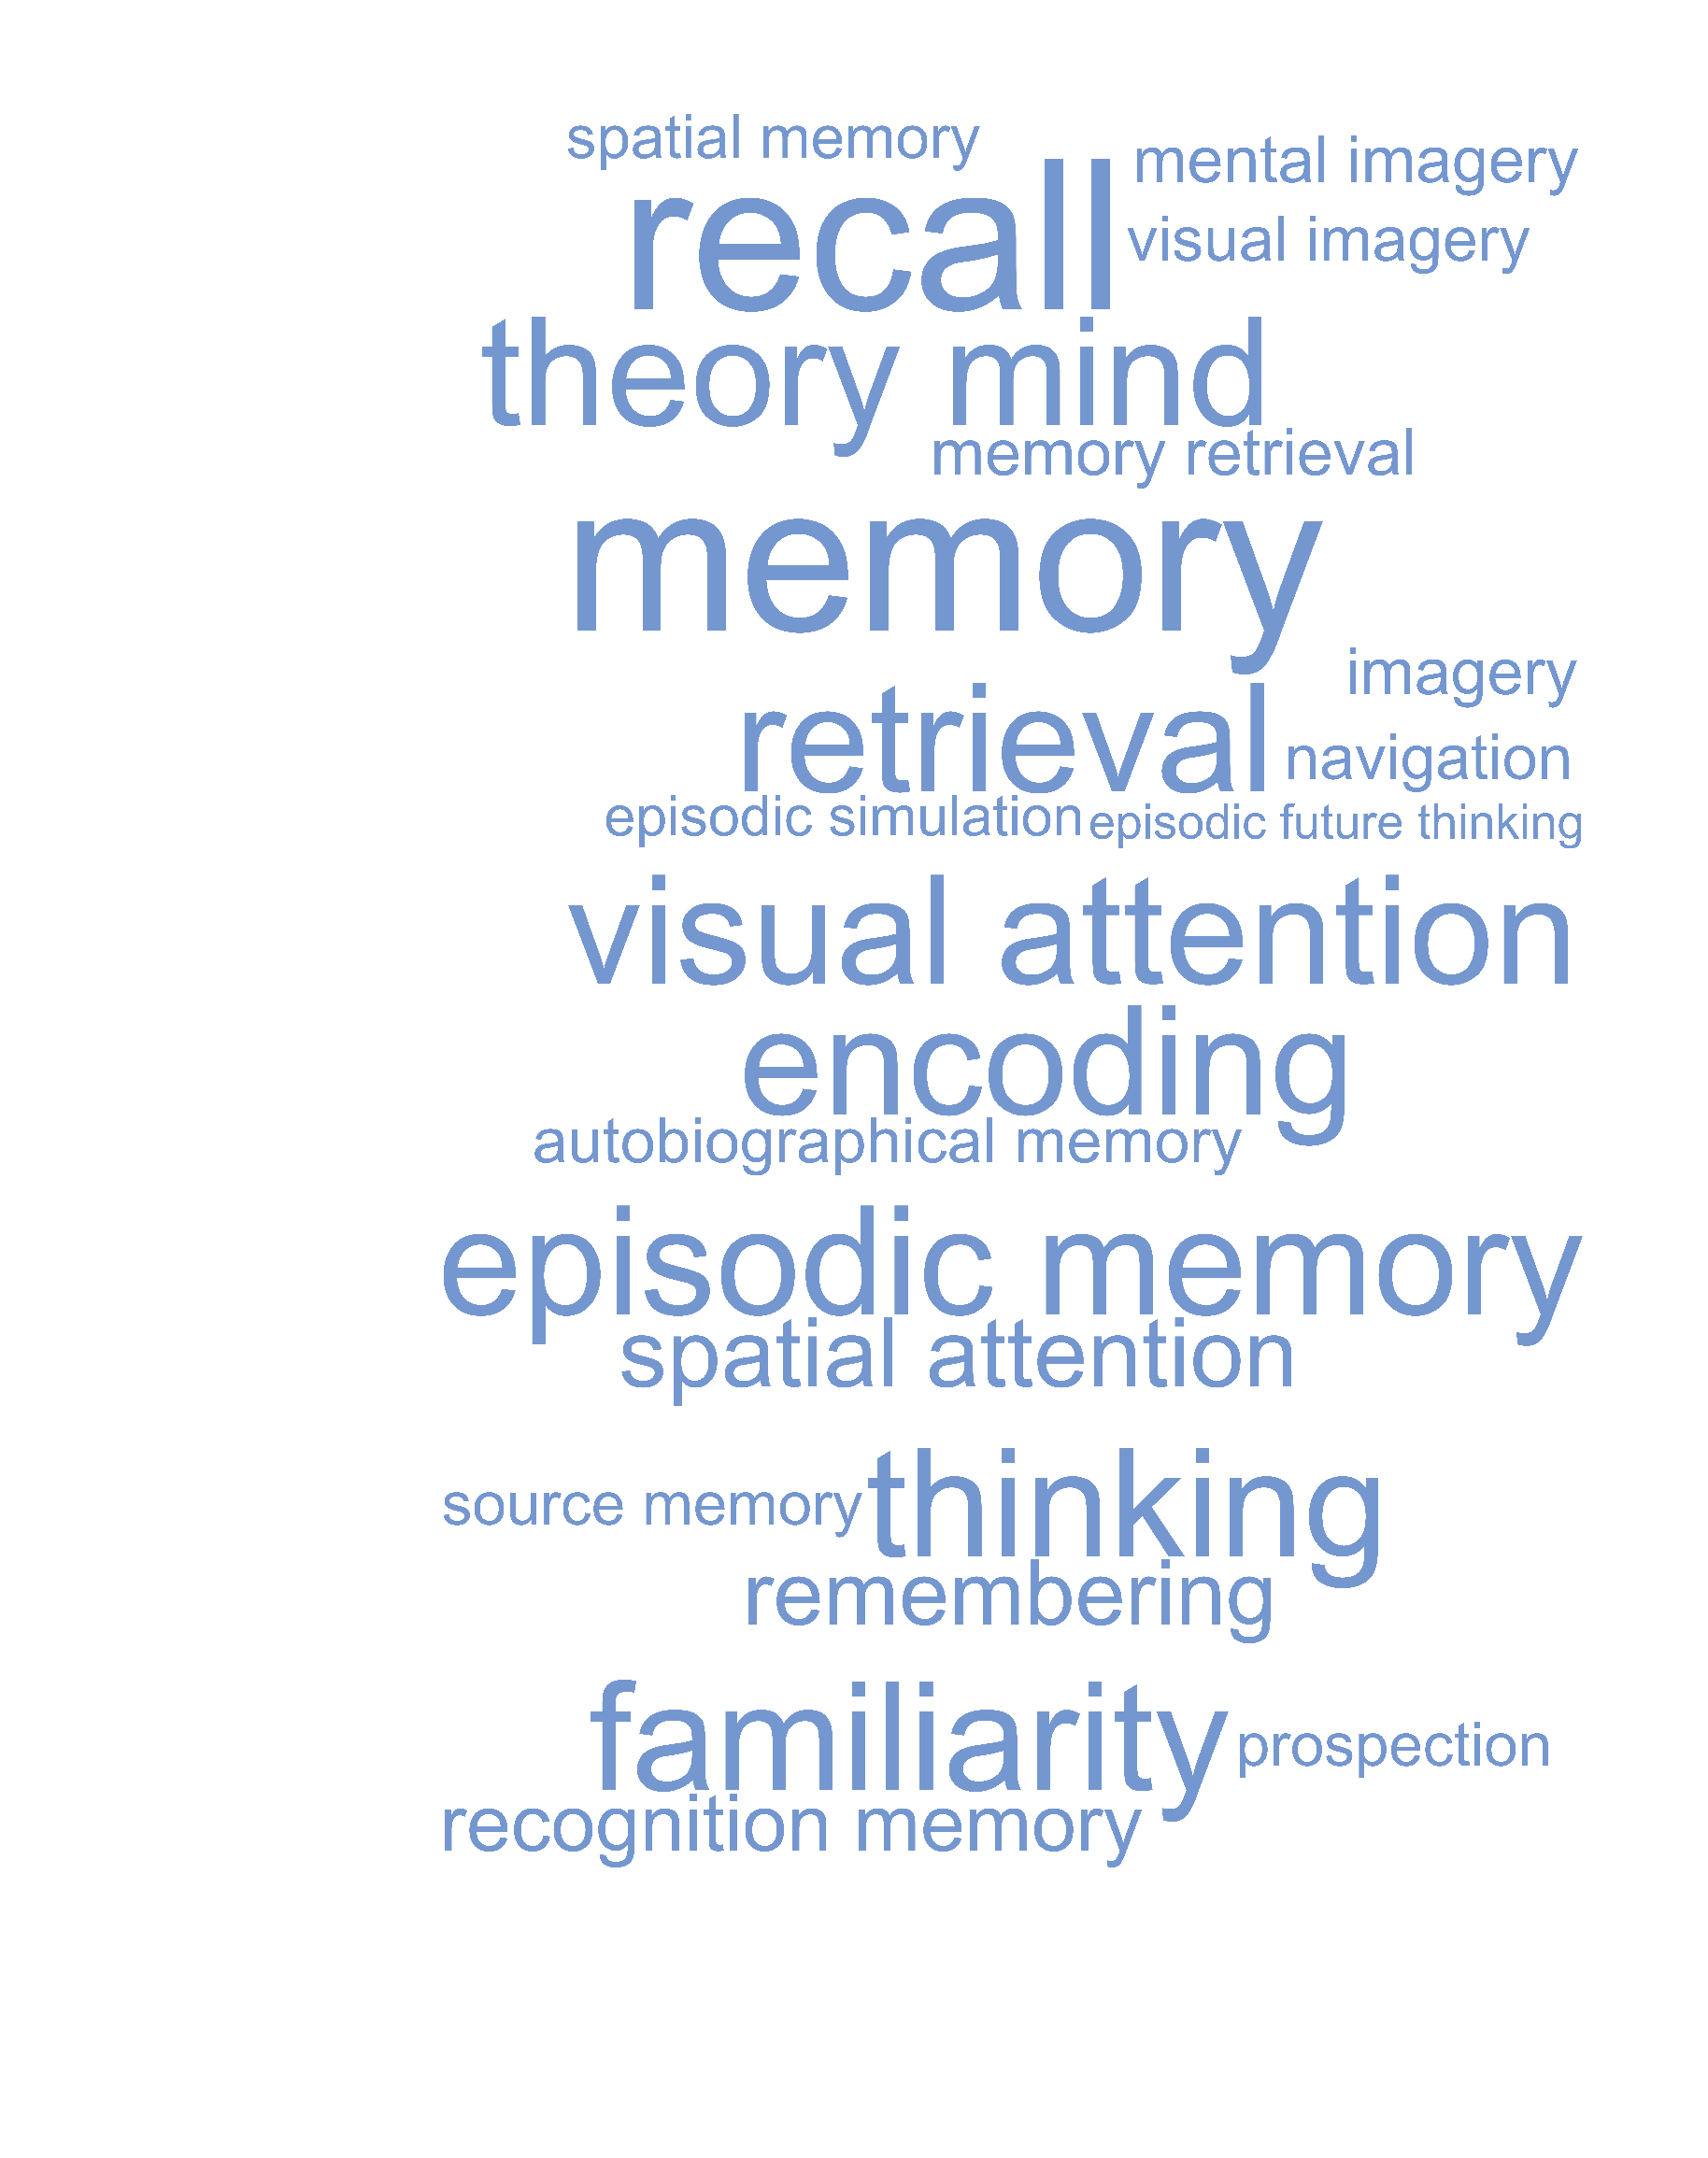 spatial memory
mental imagery
recall
visual imagery
theory mind
memory retrieval
memory
imagery
retrieval
navigation
episodic simulation
episodic future thinking
visual attention
encoding
autobiographical memory
episodic memory
spatial attention
source memory
thinking
remembering
familiarity
prospection
recognition memory